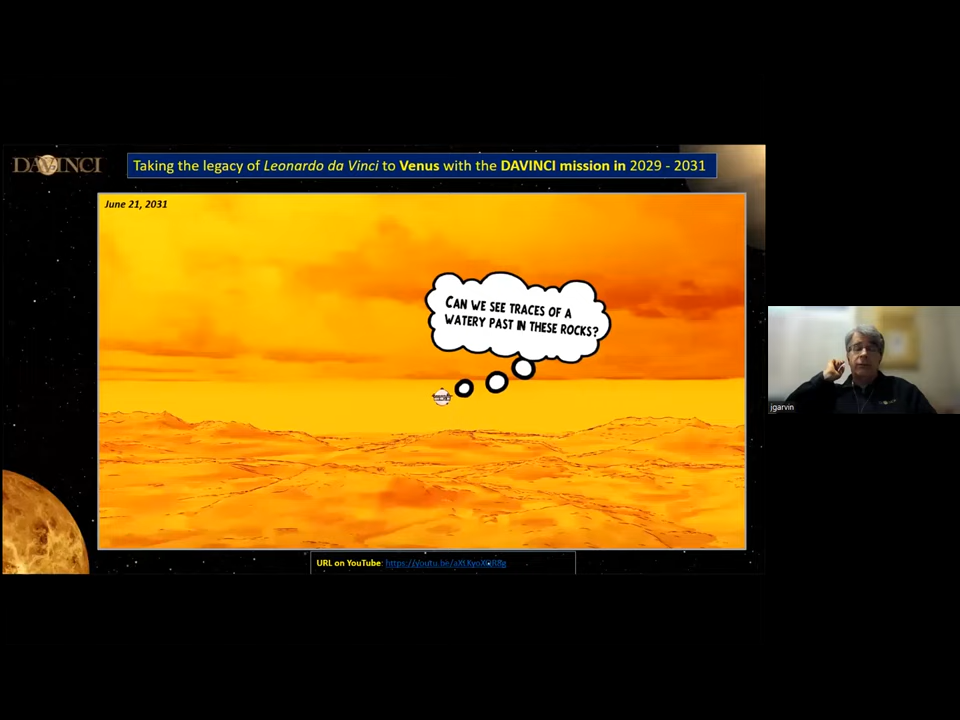 DAVINCI
Taking the legacy of Leonardo da Vinci to Venus with the DAVINCI mission in 2029 - 2031
June 21, 2031
CAN WE SEE TRACES OF A
WATERY PAST IN THESE ROCKS?
jgarvin
URL on YouTube: